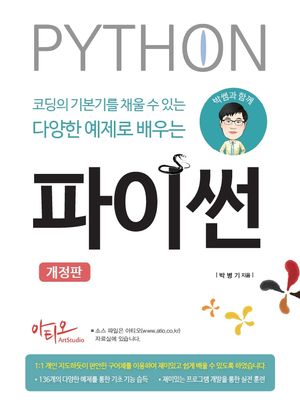 PYTHON
코딩의 기본기를 채울 수 있는
다양한 예제로 배우는
박쌤과 함께
파이썬
개정판
[ 박 병 기 지음 ]
아티오
ArtStudio
■ 소스 파일은 아티오(www.atio.co.kr)
자료실에 있습니다.
1:1 개인 지도하듯이 편안한 구어체를 이용하여 재미있고 쉽게 배울 수 있도록 하였습니다.
• 136개의 다양한 예제를 통한 기초 기능 습득 • 재미있는 프로그램 개발을 통한 실전 훈련